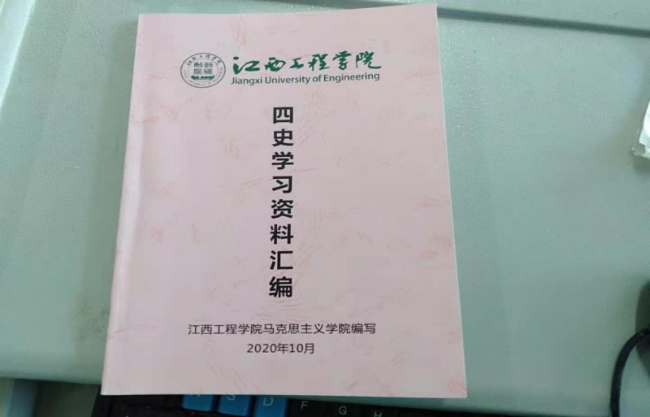 江西工程学院
Jiangxi University of Engineering
四史学习资料汇编
江西工程学院马克思主义学院编写
2020年10月
S
D